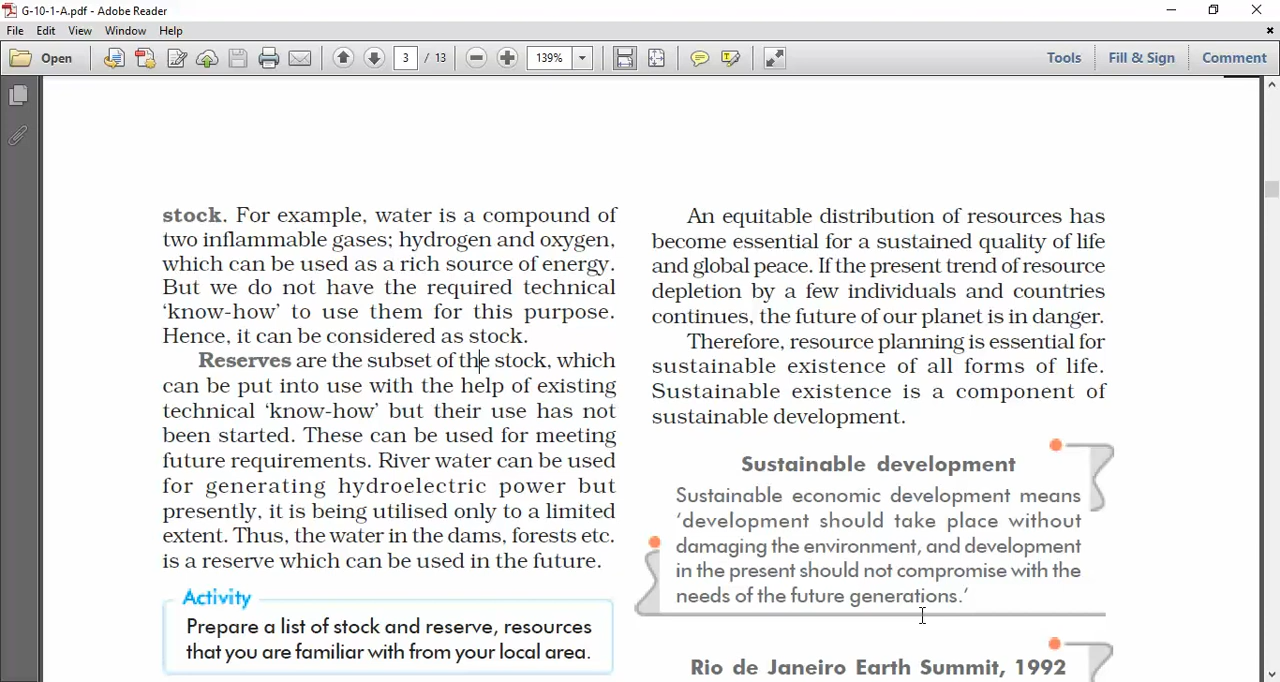 G-10-1-A.pdf - Adobe Reader
File Edit View Window Help
Open 3 / 13 139% Tools Fill & Sign Comment
stock. For example, water is a compound of
two inflammable gases; hydrogen and oxygen,
which can be used as a rich source of energy.
But we do not have the required technical
‘know-how’ to use them for this purpose.
Hence, it can be considered as stock.
Reserves are the subset of the stock, which
can be put into use with the help of existing
technical ‘know-how’ but their use has not
been started. These can be used for meeting
future requirements. River water can be used
for generating hydroelectric power but
presently, it is being utilised only to a limited
extent. Thus, the water in the dams, forests etc.
is a reserve which can be used in the future.
Activity
Prepare a list of stock and reserve, resources
that you are familiar with from your local area.
An equitable distribution of resources has
become essential for a sustained quality of life
and global peace. If the present trend of resource
depletion by a few individuals and countries
continues, the future of our planet is in danger.
Therefore, resource planning is essential for
sustainable existence of all forms of life.
Sustainable existence is a component of
sustainable development.
Sustainable development
Sustainable economic development means
‘development should take place without
damaging the environment, and development
in the present should not compromise with the
needs of the future generations.’
Rio de Janeiro Earth Summit, 1992